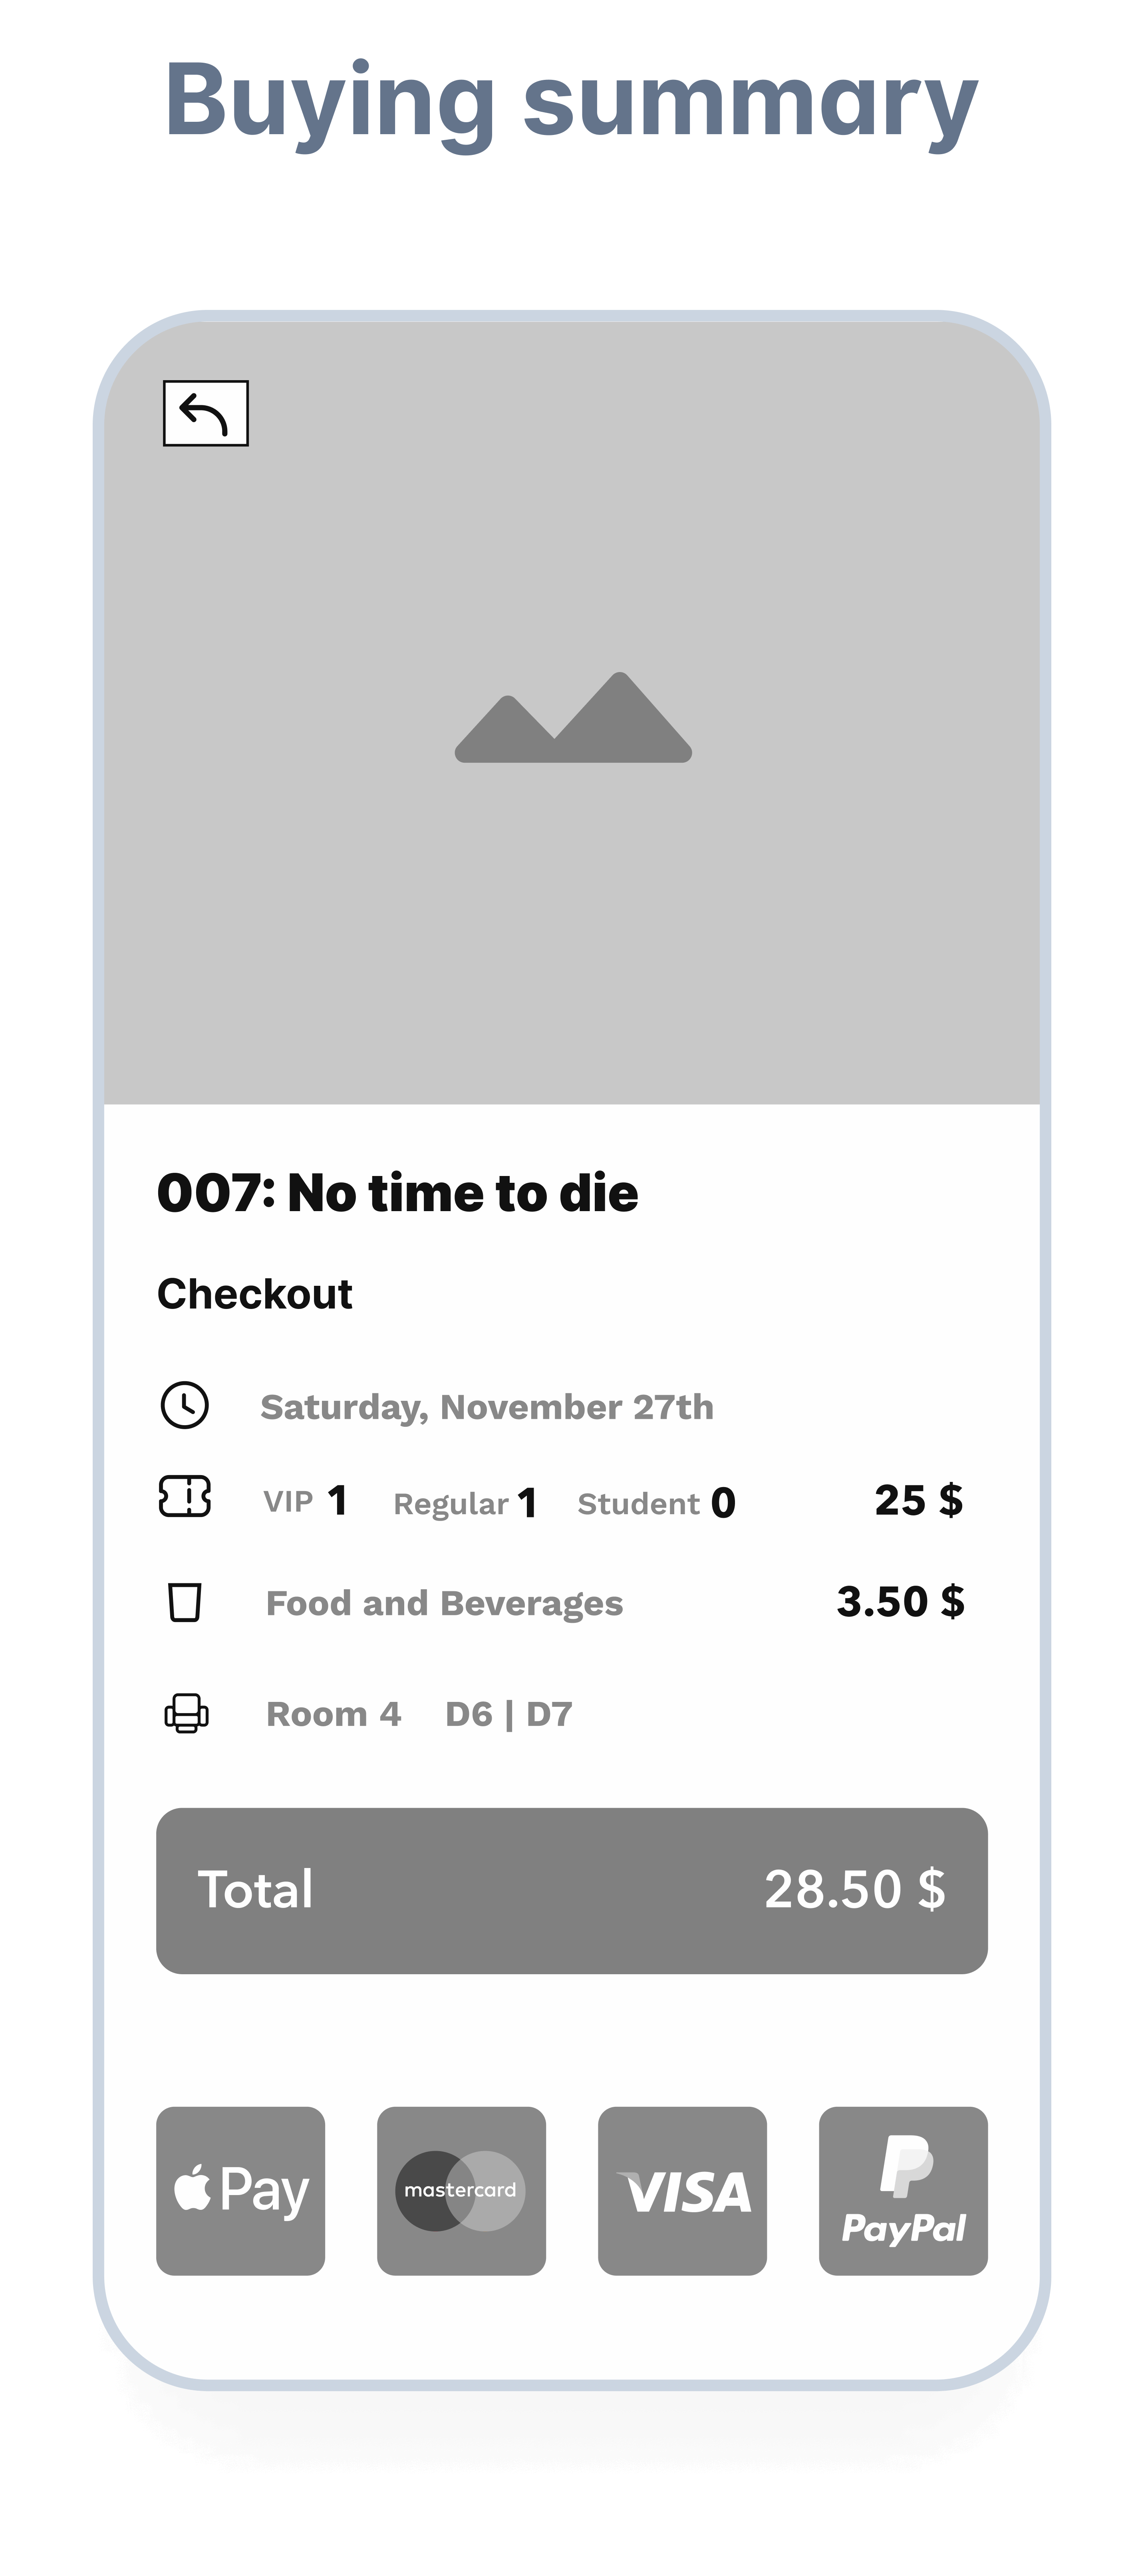 Buying summary
007: No time to die
Checkout
Saturday, November 27th
VIP 1 Regular 1 Student 0 25 $
Food and Beverages 3.50 $
Room 4 D6 | D7
Total 28.50 $
Pay mastercard VISA PayPal